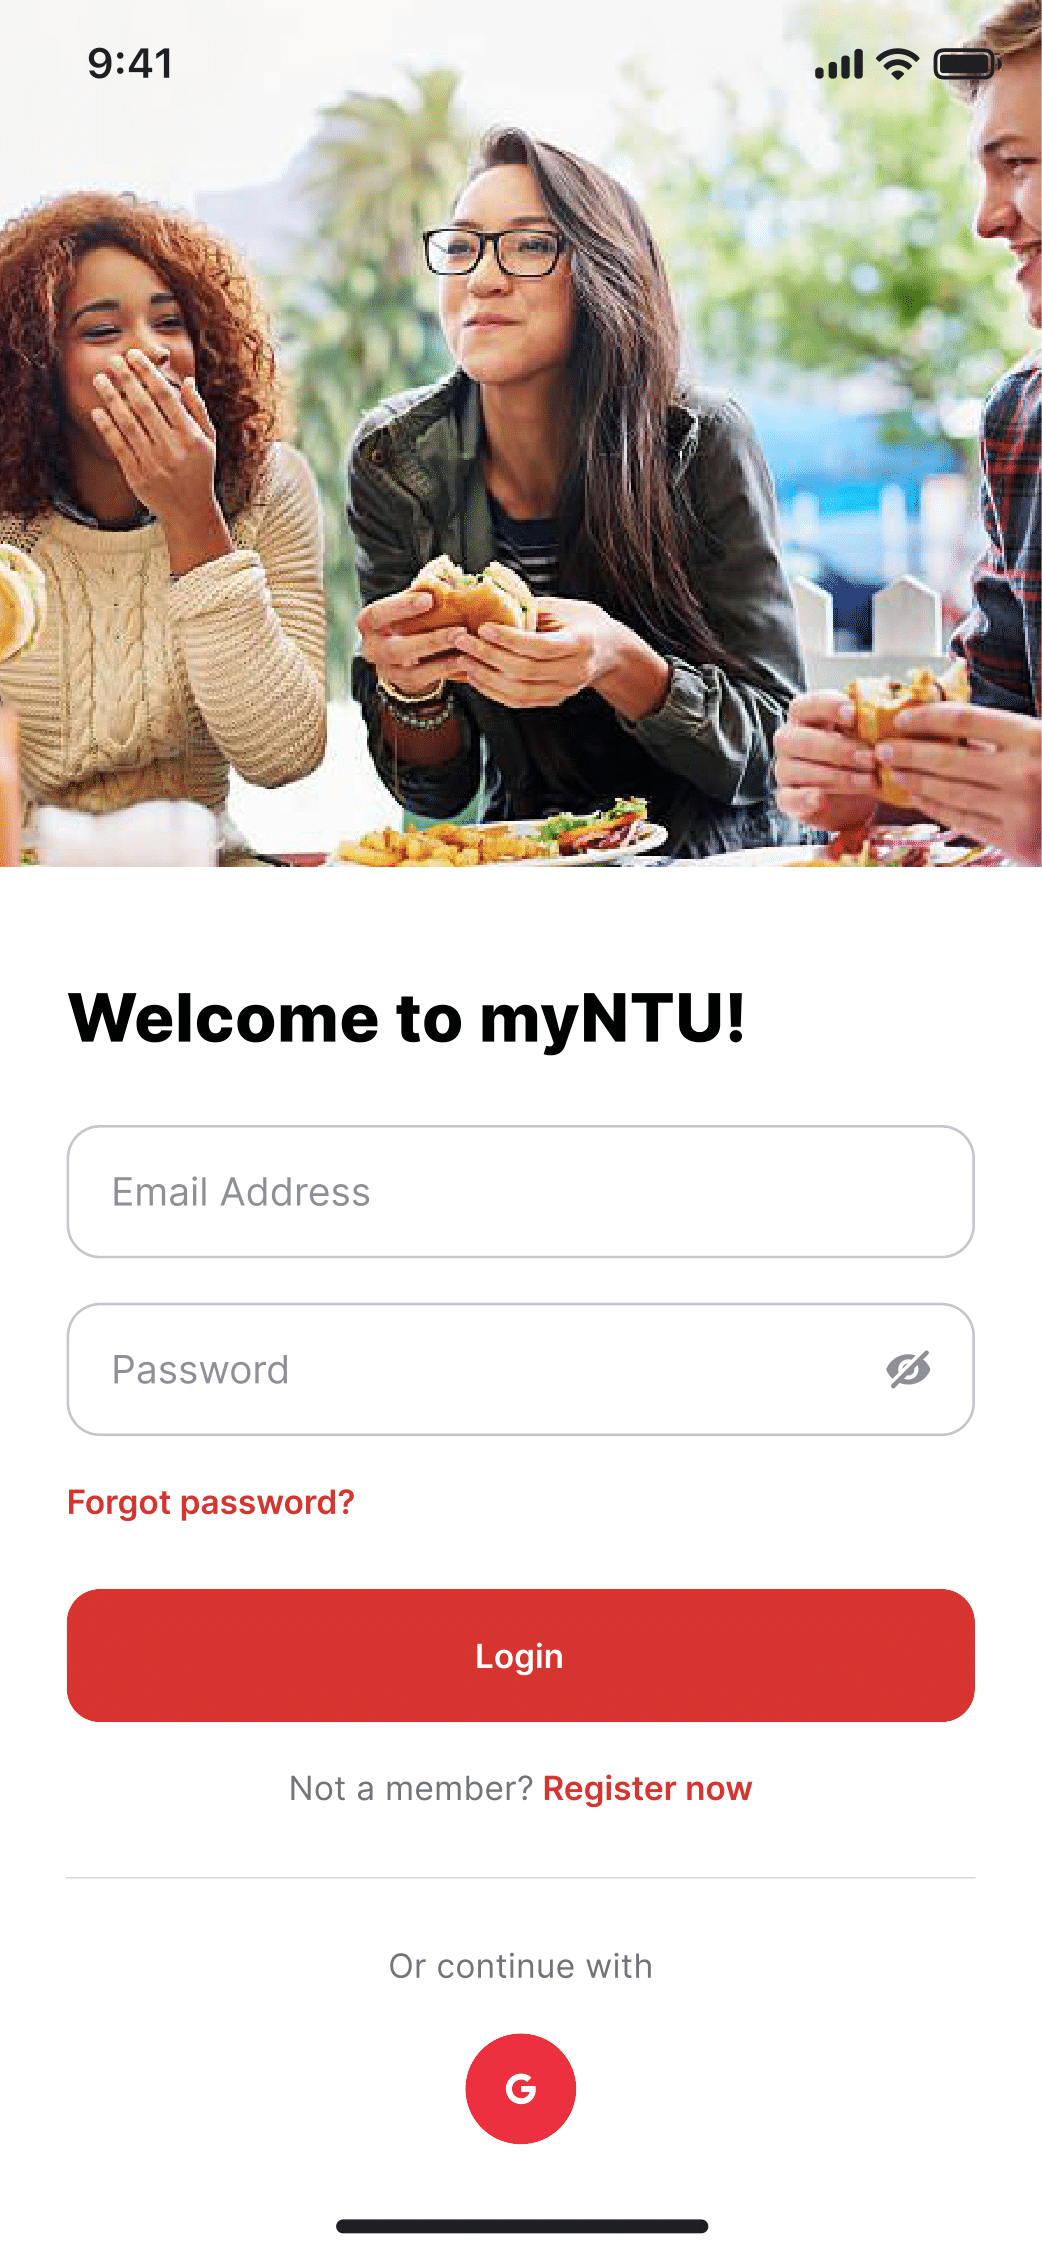 9:41
Welcome to myNTU!
Email Address
Password
Forgot password?
Login
Not a member? Register now
Or continue with
G